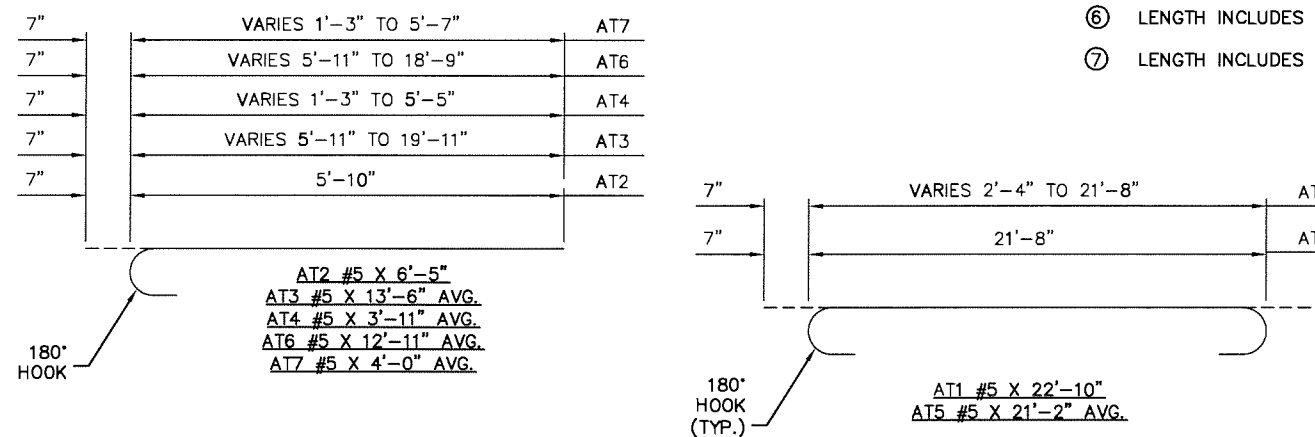 7" VARIES 1'-3" TO 5'-7" AT7
7" VARIES 5'-11" TO 18'-9" AT6
7" VARIES 1'-3" TO 5'-5" AT4
7" VARIES 5'-11" TO 19'-11" AT3
7" 5'-10" AT2
180° HOOK
AT2 #5 X 6'-5"
AT3 #5 X 13'-6" AVG.
AT4 #5 X 3'-11" AVG.
AT6 #5 X 12'-11" AVG.
AT7 #5 X 4'-0" AVG.
⑥ LENGTH INCLUDES
⑦ LENGTH INCLUDES
7" VARIES 2'-4" TO 21'-8" AT
7" 21'-8" AT
180°
HOOK
(TYP.)
AT1 #5 X 22'-10"
AT5 #5 X 21'-2" AVG.